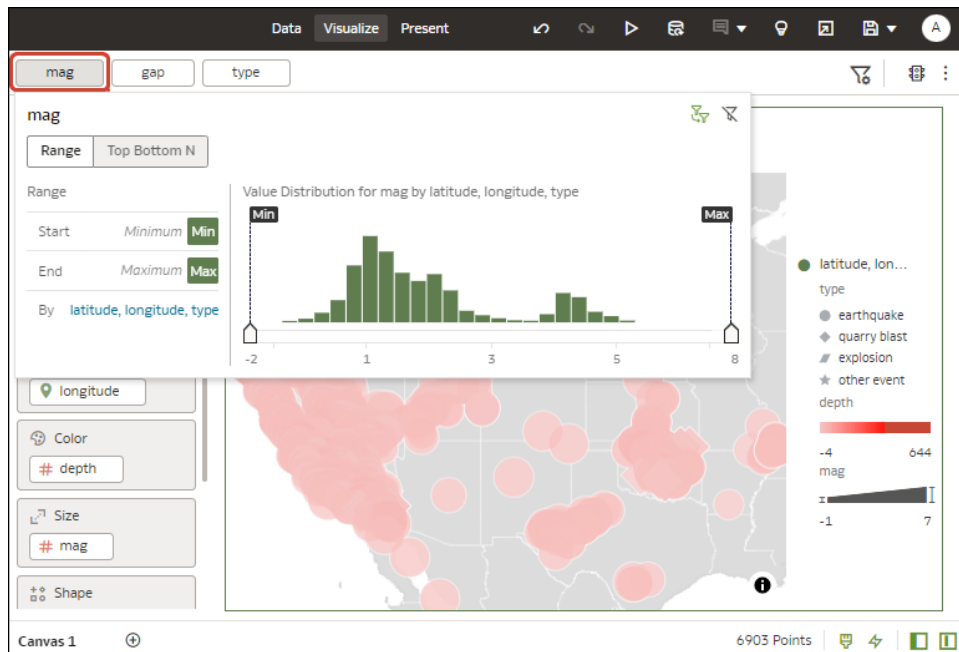 Data Visualize Present
A
mag gap type
mag
Range Top Bottom N
Range
Value Distribution for mag by latitude, longitude, type
Min Max
Start Minimum Min
End Maximum Max
By latitude, longitude, type
-2 1 3 5 8
latitude, lon...
type
earthquake
quarry blast
explosion
other event
depth
-4 644
mag
-1 7
longitude
Color
# depth
Size
# mag
Shape
i
Canvas 1
6903 Points